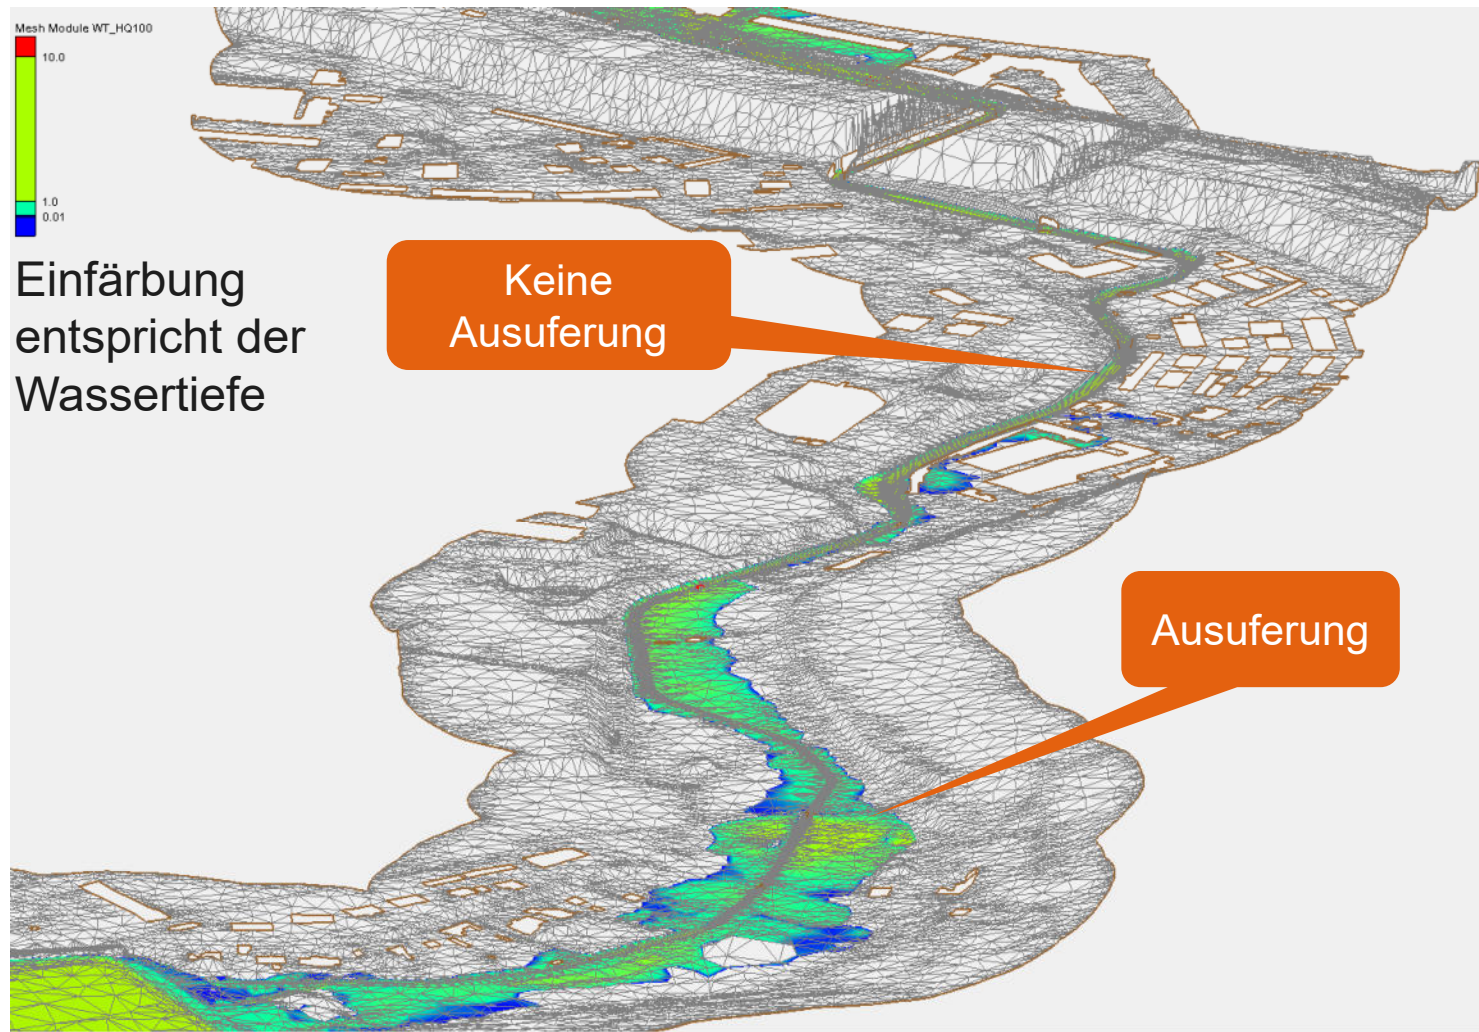 Mesh Module WT_HQ100
10.0
1.0
0.01
Einfärbung
entspricht der
Wassertiefe
Keine
Ausuferung
Ausuferung